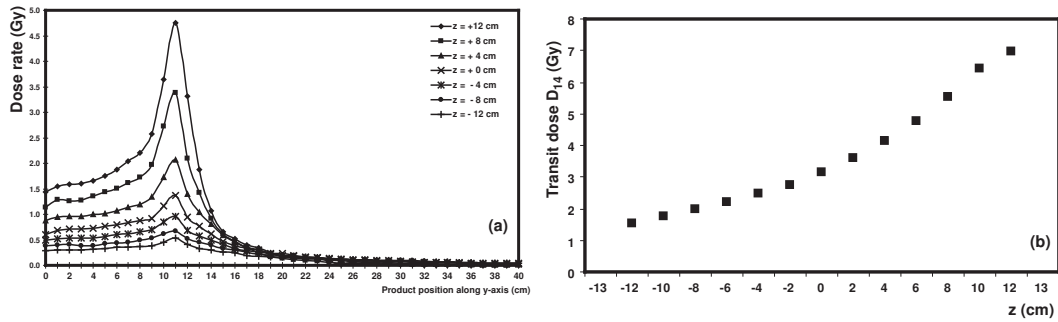 5.0
4.5
4.0
3.5
3.0
2.5
2.0
1.5
1.0
0.5
0.0
Dose rate (Gy)
z = +12 cm
z = + 8 cm
z = + 4 cm
z = + 0 cm
z = - 4 cm
z = - 8 cm
z = - 12 cm
(a)
0 2 4 6 8 10 12 14 16 18 20 22 24 26 28 30 32 34 36 38 40
Product position along y-axis (cm)
8
7
6
5
4
3
2
1
0
Transit dose D14 (Gy)
(b)
-13 -12 -10 -8 -6 -4 -2 0 2 4 6 8 10 12 13
z (cm)